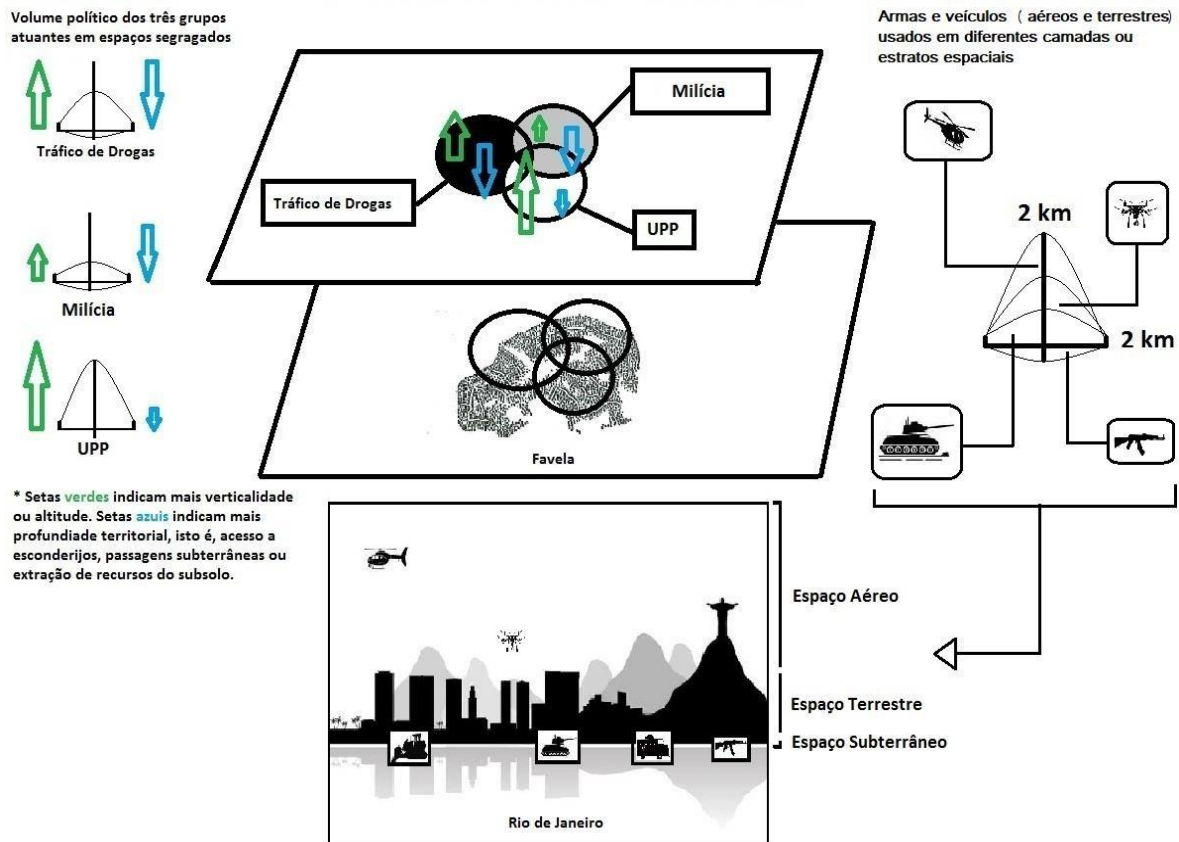 Volume político dos três grupos
atuantes em espaços segragados
Tráfico de Drogas
Milícia
UPP
* Setas verdes indicam mais verticalidade
ou altitude. Setas azuis indicam mais
profundiade territorial, isto é, acesso a
esconderijos, passagens subterrâneas ou
extração de recursos do subsolo.
Milícia
Tráfico de Drogas
UPP
Favela
Armas e veículos ( aéreos e terrestres)
usados em diferentes camadas ou
estratos espaciais
2 km
2 km
Espaço Aéreo
Espaço Terrestre
Espaço Subterrâneo
Rio de Janeiro